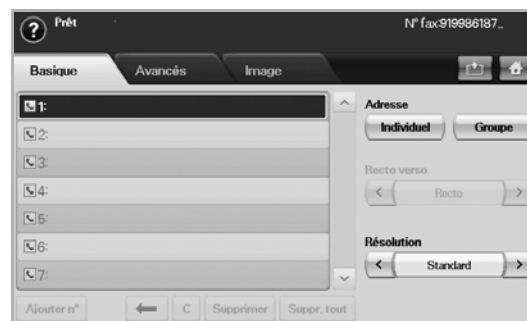 Prêt
N° fax:919986187..
Basique Avancés Image
1:
2:
3:
4:
5:
6:
7:
Adresse
Individuel Groupe
Recto verso
Recto
Résolution
Standard
Ajouter n° C Supprimer Suppr. tout